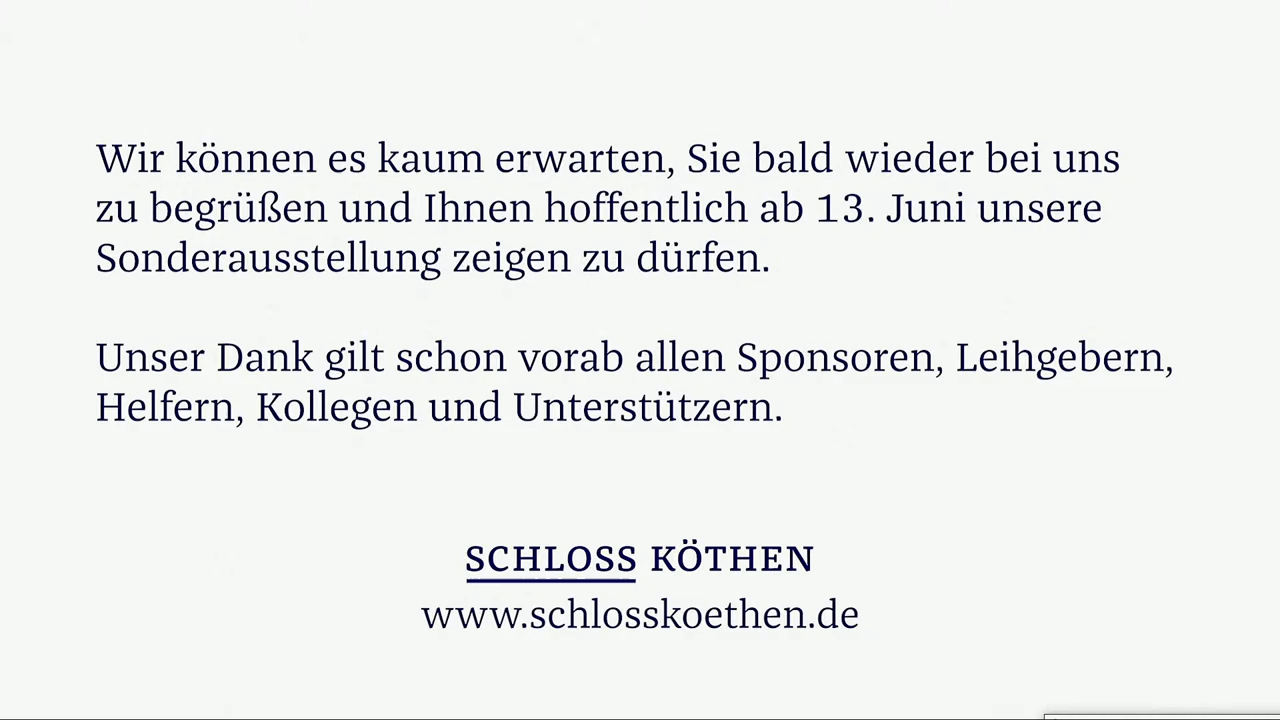 Wir können es kaum erwarten, Sie bald wieder bei uns
zu begrüßen und Ihnen hoffentlich ab 13. Juni unsere
Sonderausstellung zeigen zu dürfen.
Unser Dank gilt schon vorab allen Sponsoren, Leihgebern,
Helfern, Kollegen und Unterstützern.
SCHLOSS KÖTHEN
www.schlosskoethen.de